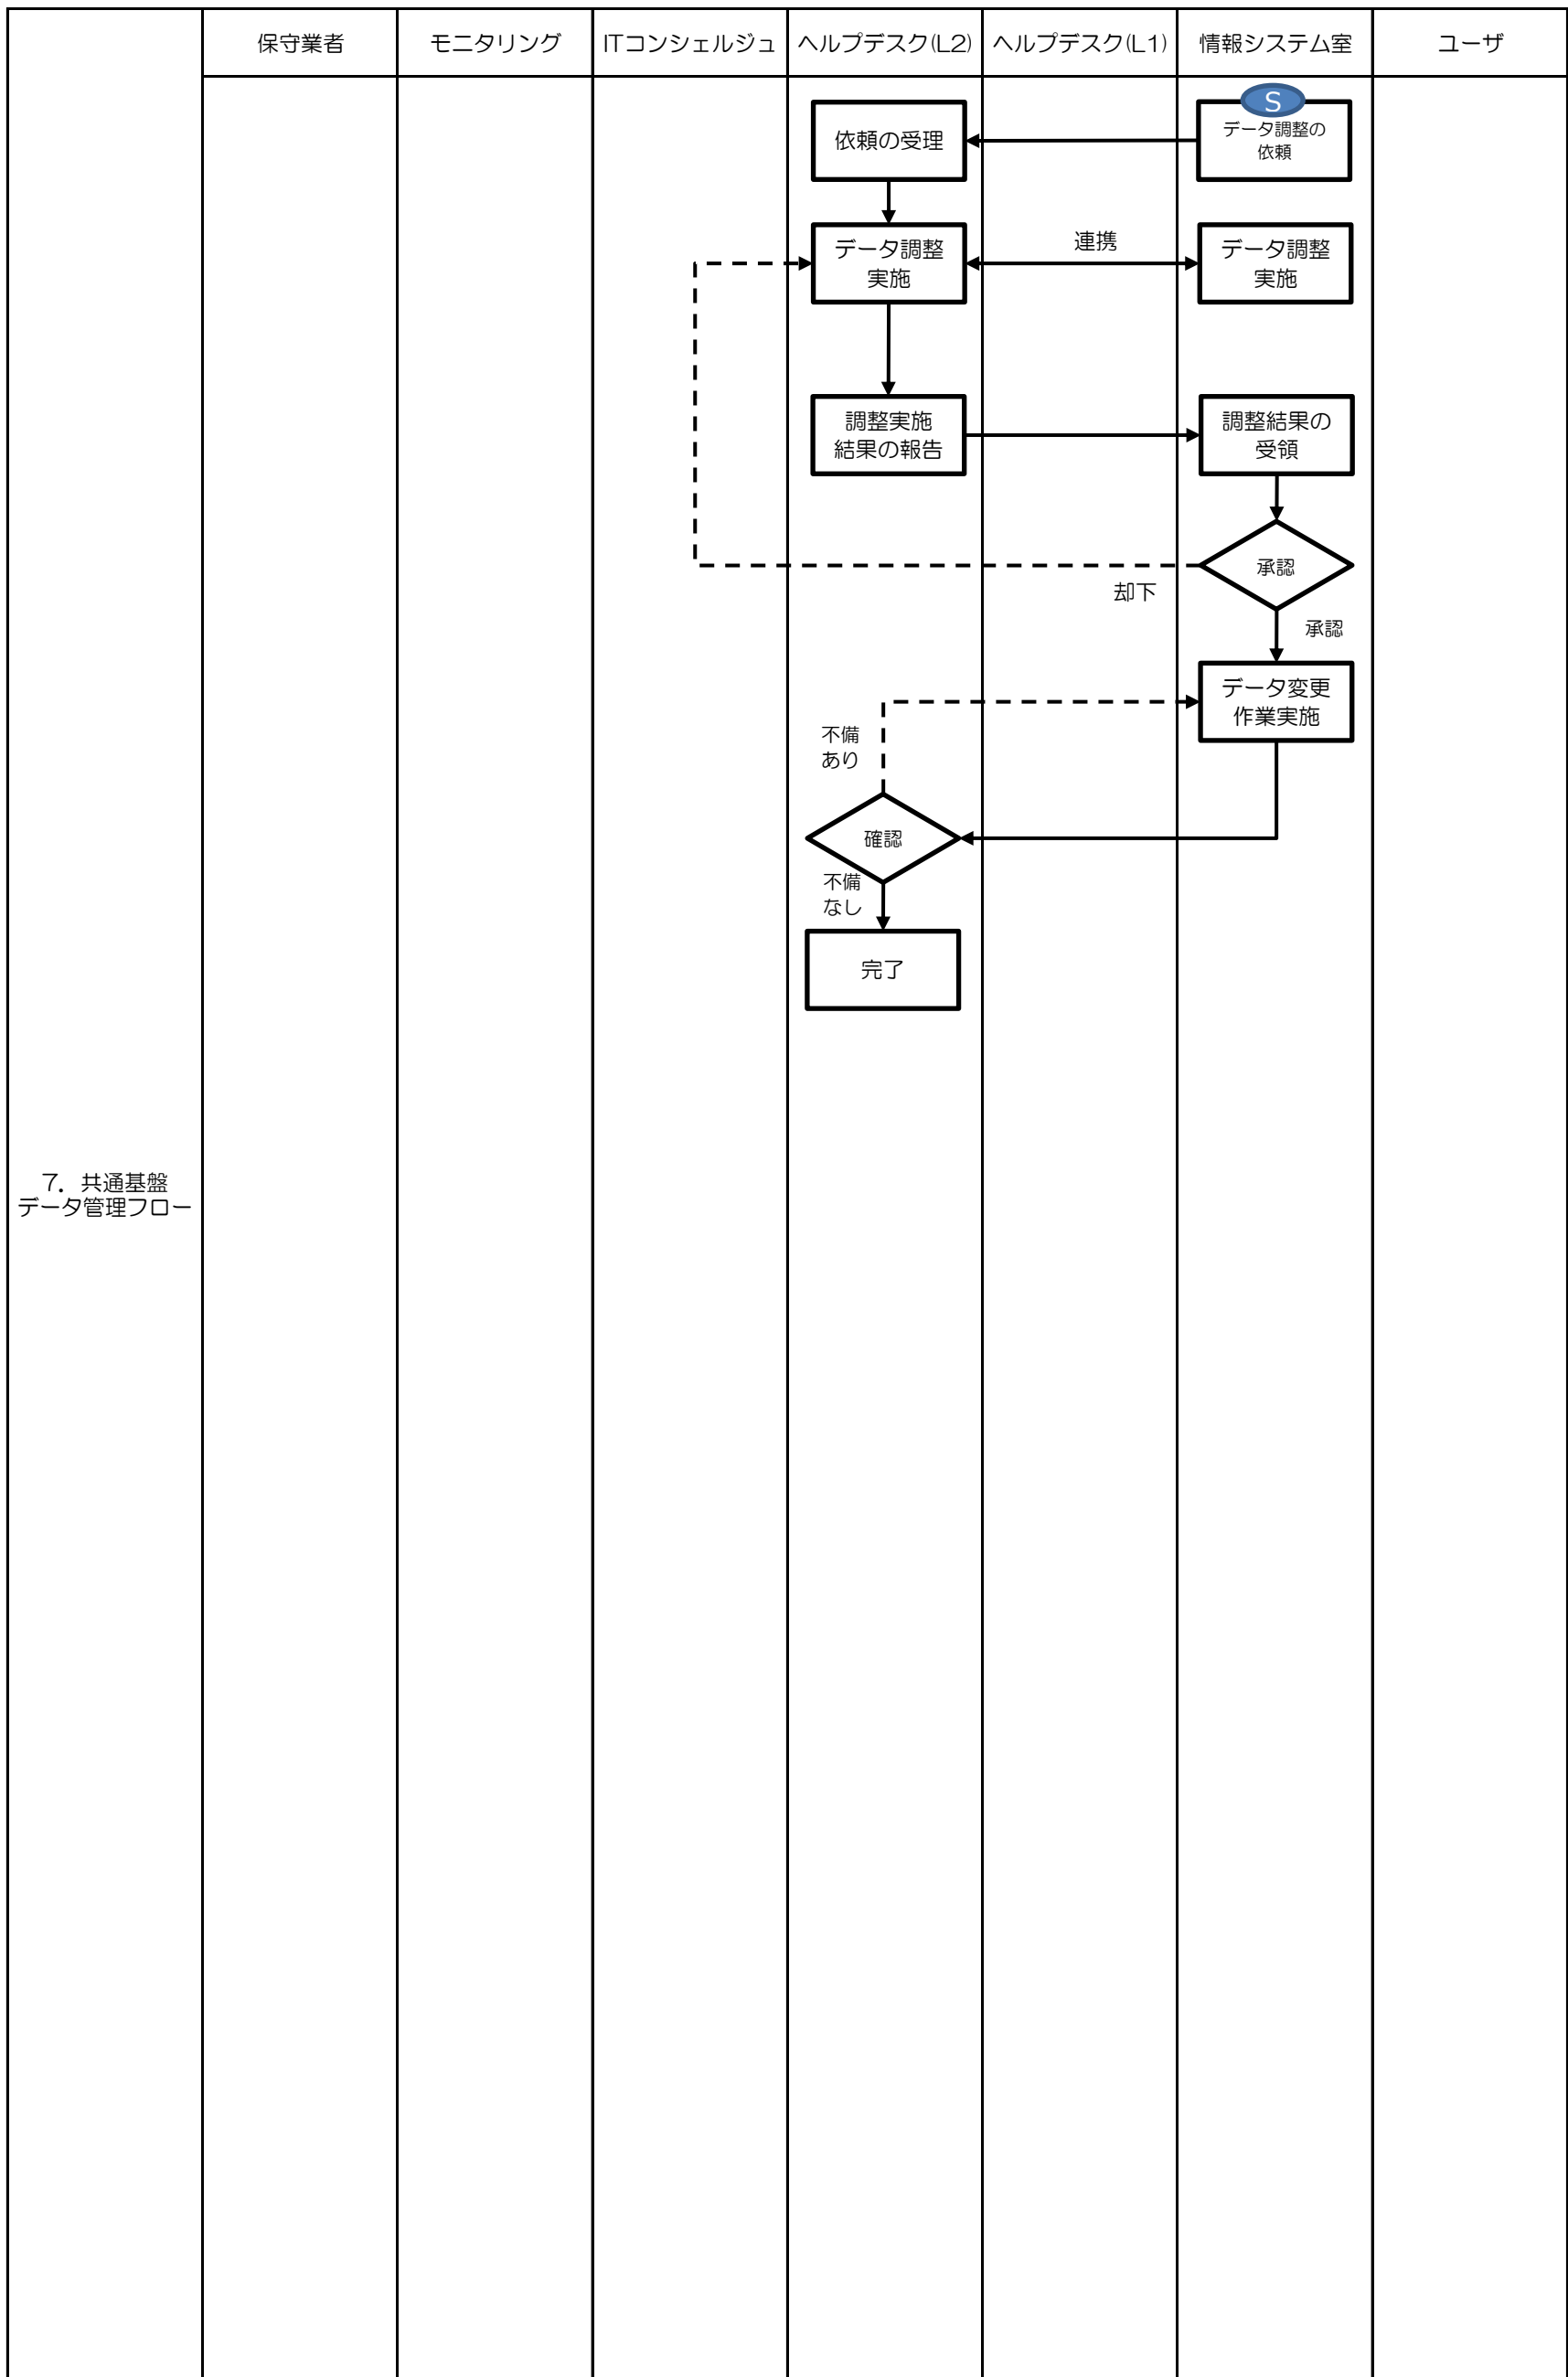 保守業者
モニタリング
ITコンシェルジュ
ヘルプデスク(L2)
ヘルプデスク(L1)
情報システム室
ユーザ
S
依頼の受理
データ調整の
依頼
データ調整
実施
連携
データ調整
実施
調整実施
結果の報告
調整結果の
受領
承認
却下
承認
データ変更
作業実施
不備
あり
確認
不備
なし
完了
7．共通基盤
データ管理フロー